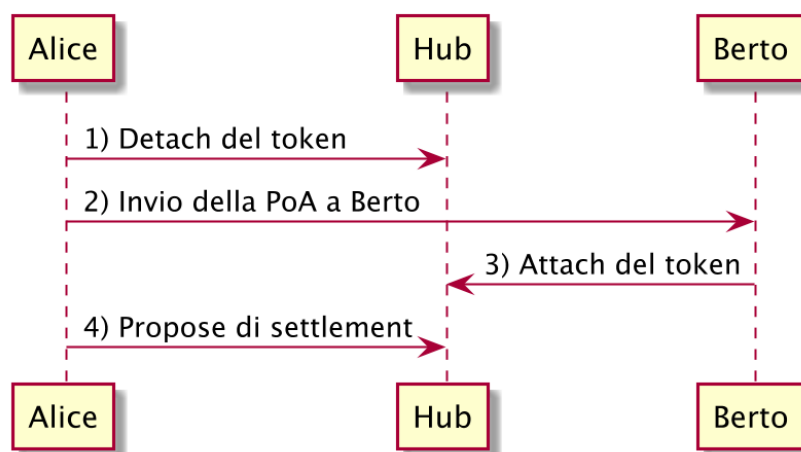 Alice
Hub
Berto
1) Detach del token
2) Invio della PoA a Berto
3) Attach del token
4) Propose di settlement
Alice
Hub
Berto